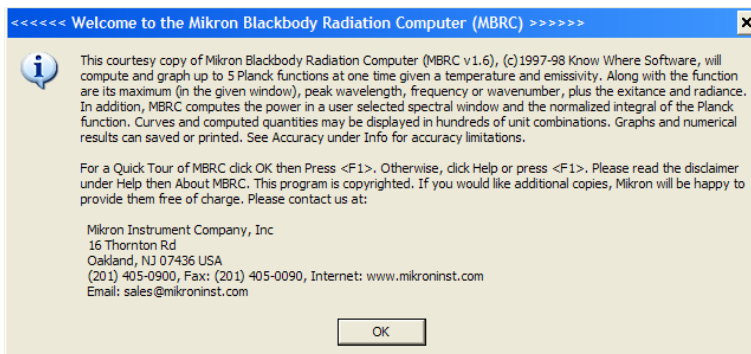 <<<<<< Welcome to the Mikron Blackbody Radiation Computer (MBRC) >>>>>>
This courtesy copy of Mikron Blackbody Radiation Computer (MBRC v1.6), (c)1997-98 Know Where Software, will
compute and graph up to 5 Planck functions at one time given a temperature and emissivity. Along with the function
are its maximum (in the given window), peak wavelength, frequency or wavenumber, plus the exitance and radiance.
In addition, MBRC computes the power in a user selected spectral window and the normalized integral of the Planck
function. Curves and computed quantities may be displayed in hundreds of unit combinations. Graphs and numerical
results can saved or printed. See Accuracy under Info for accuracy limitations.
For a Quick Tour of MBRC click OK then Press <F1>. Otherwise, click Help or press <F1>. Please read the disclaimer
under Help then About MBRC. This program is copyrighted. If you would like additional copies, Mikron will be happy to
provide them free of charge. Please contact us at:
Mikron Instrument Company, Inc
16 Thornton Rd
Oakland, NJ 07436 USA
(201) 405-0900, Fax: (201) 405-0090, Internet: www.mikroninst.com
Email: sales@mikroninst.com
OK